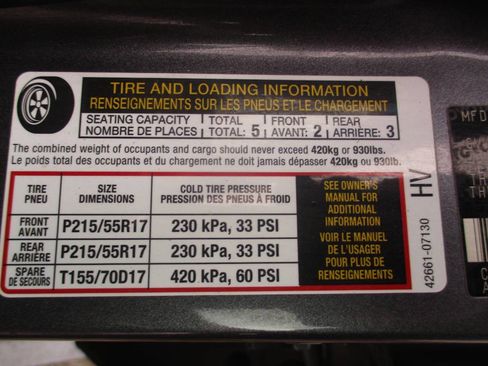 TIRE AND LOADING INFORMATION
RENSEIGNEMENTS SUR LES PNEUS ET LE CHARGEMENT
SEATING CAPACITY TOTAL FRONT REAR
NOMBRE DE PLACES TOTAL: 5 AVANT: 2 ARRIÈRE: 3
The combined weight of occupants and cargo should never exceed 420kg or 930lbs.
Le poids total des occupants et du chargement ne doit jamais dépasser 420kg ou 930lb.
TIRE SIZE COLD TIRE PRESSURE
PNEU DIMENSIONS PRESSION DES PNEUS À FROID
FRONT
AVANT P215/55R17 230 kPa, 33 PSI
REAR
ARRIÈRE P215/55R17 230 kPa, 33 PSI
SPARE
DE SECOURS T155/70D17 420 kPa, 60 PSI
SEE OWNER'S
MANUAL FOR
ADDITIONAL
INFORMATION
VOIR LE MANUEL
DE L'USAGER
POUR PLUS DE
RENSEIGNEMENTS
HV
42661-07130
MFD